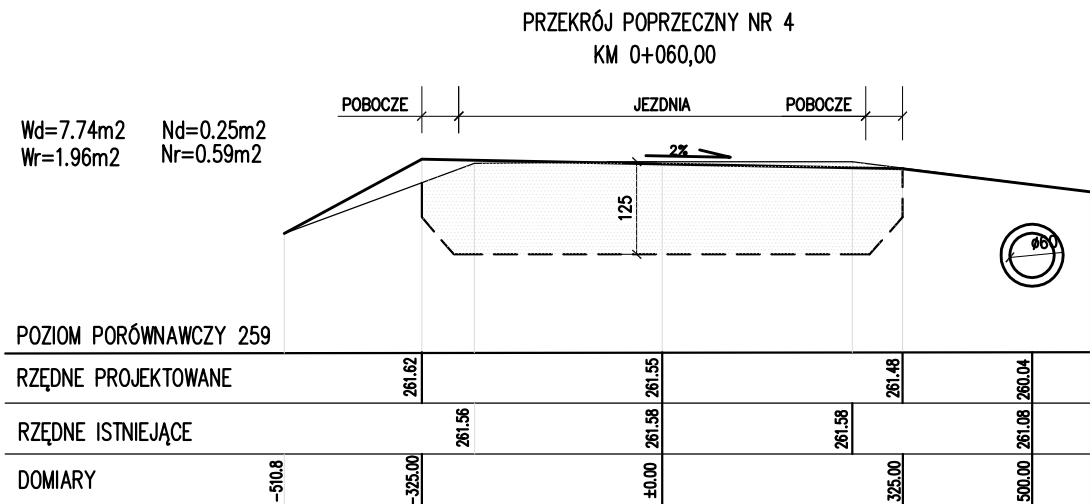 PRZEKRÓJ POPRZECZNY NR 4
KM 0+060,00
POBOCZE JEZDNIA POBOCZE
Wd=7.74m2 Nd=0.25m2
Wr=1.96m2 Nr=0.59m2
2%
125
ø60
POZIOM PORÓWNAWCZY 259
RZĘDNE PROJEKTOWANE 261.62 261.55 261.48 260.04
RZĘDNE ISTNIEJĄCE 261.56 261.58 261.58 261.08
DOMIARY -510.8 -325.00 ±0.00 325.00 500.00